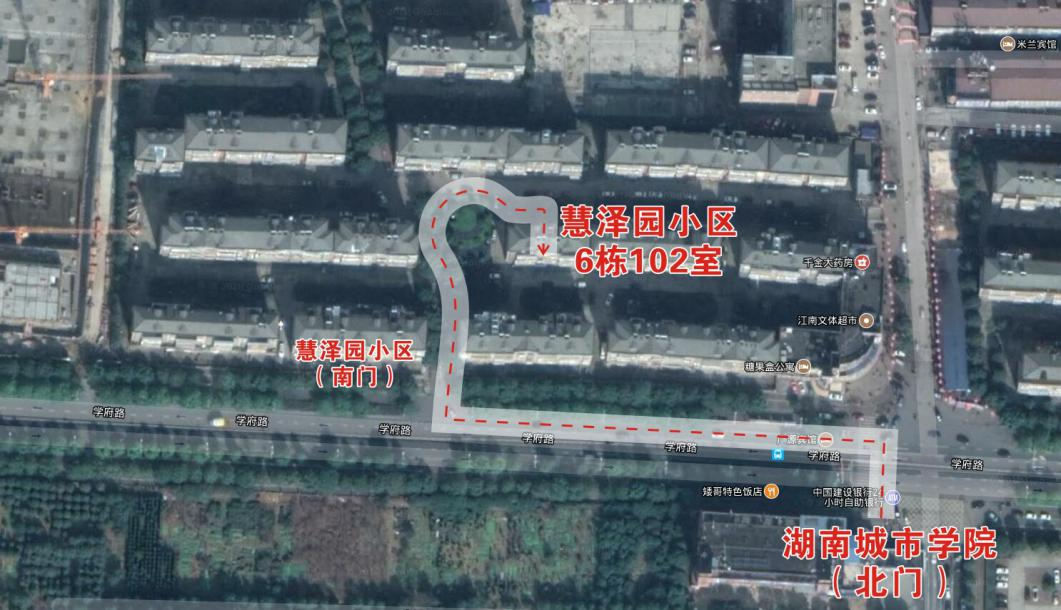 米兰宾馆
慧泽园小区
6栋102室
千金大药房
江南文体超市
慧泽园小区
（南门）
糖果盒公寓
学府路
学府路
学府路
学府路
学府路
学府路
学府路
广源宾馆
矮哥特色饭店
中国建设银行24
小时自助银行
湖南城市学院
（北门）